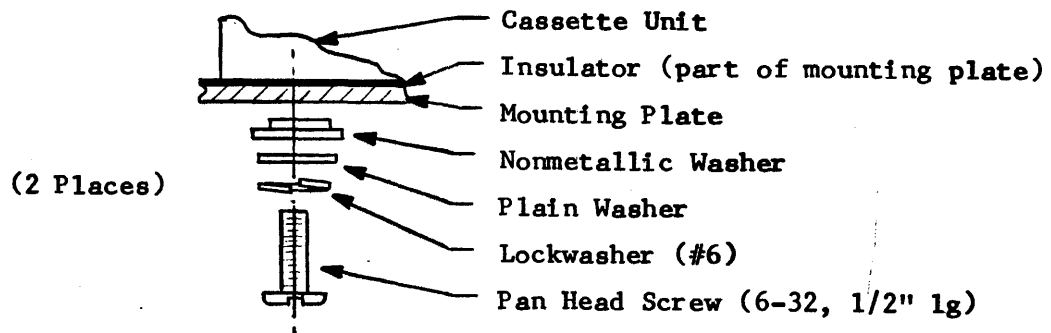 Cassette Unit
Insulator (part of mounting plate)
Mounting Plate
Nonmetallic Washer
(2 Places)
Plain Washer
Lockwasher (#6)
Pan Head Screw (6-32, 1/2" lg)